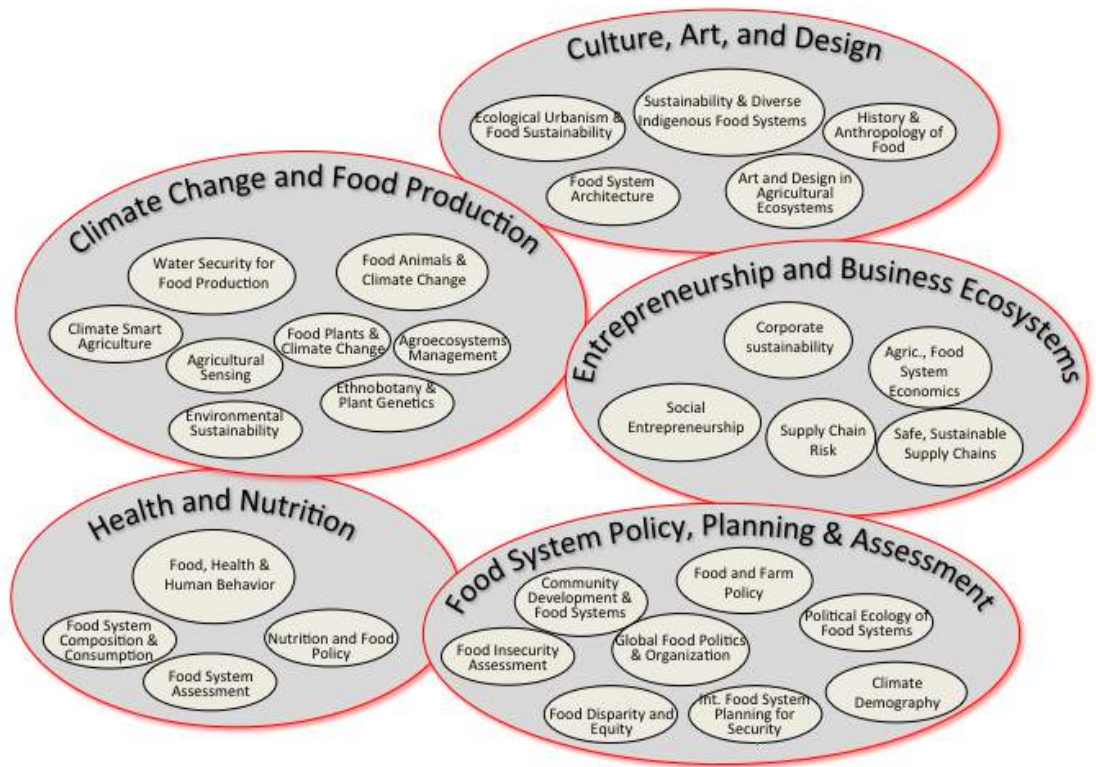 Culture, Art, and Design
Ecological Urbanism &
Food Sustainability
Sustainability & Diverse
Indigenous Food Systems
History &
Anthropology of
Food
Food System
Architecture
Art and Design in
Agricultural
Ecosystems
Climate Change and Food Production
Water Security for
Food Production
Food Animals &
Climate Change
Climate Smart
Agriculture
Agricultural
Sensing
Food Plants &
Climate Change
Agroecosystems
Management
Ethnobotany &
Plant Genetics
Environmental
Sustainability
Entrepreneurship and Business Ecosystems
Corporate
sustainability
Agric., Food
System
Economics
Social
Entrepreneurship
Supply Chain
Risk
Safe, Sustainable
Supply Chains
Health and Nutrition
Food, Health &
Human Behavior
Food System
Composition &
Consumption
Nutrition and Food
Policy
Food System
Assessment
Food System Policy, Planning & Assessment
Community
Development &
Food Systems
Food and Farm
Policy
Political Ecology of
Food Systems
Food Insecurity
Assessment
Global Food Politics
& Organization
Climate
Demography
Food Disparity and
Equity
Int. Food System
Planning for
Security